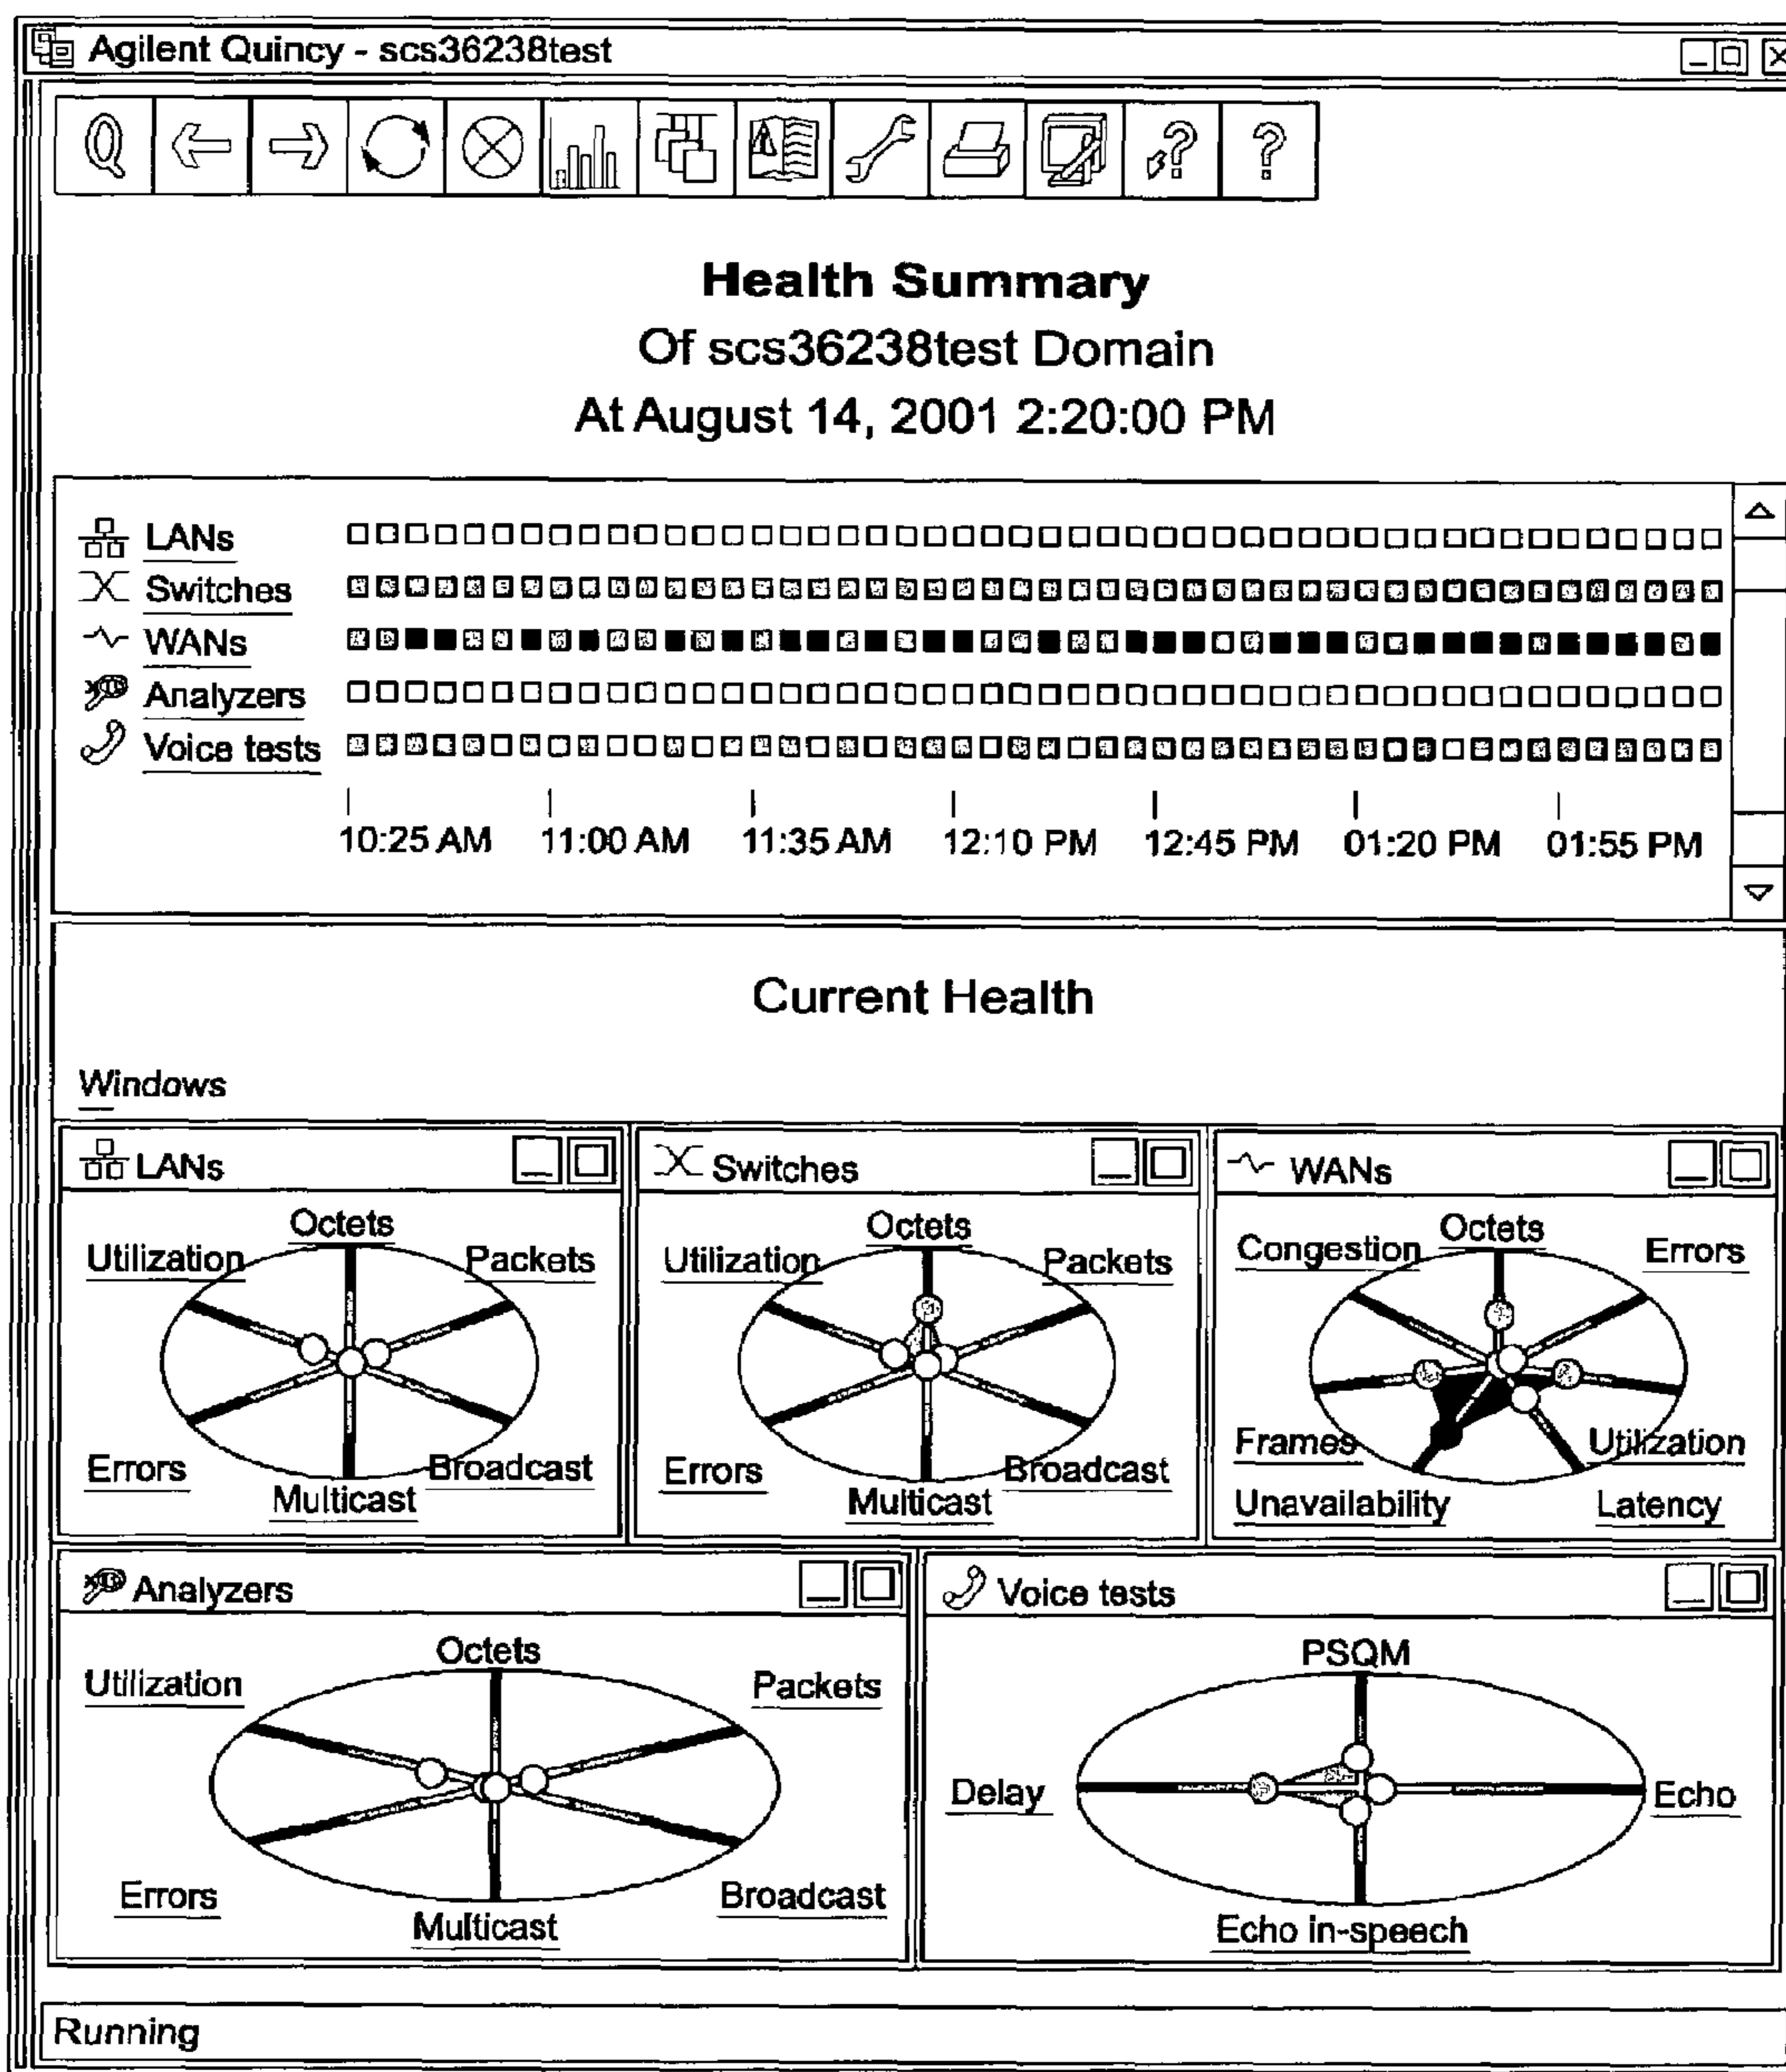 Agilent Quincy - scs36238test
Health Summary
Of scs36238test Domain
At August 14, 2001 2:20:00 PM
LANs
Switches
WANs
Analyzers
Voice tests
10:25 AM 11:00 AM 11:35 AM 12:10 PM 12:45 PM 01:20 PM 01:55 PM
Current Health
Windows
LANs
Octets
Utilization Packets
Errors Broadcast
Multicast
Switches
Octets
Utilization Packets
Errors Broadcast
Multicast
WANs
Octets
Congestion Errors
Frames Utilization
Unavailability Latency
Analyzers
Octets
Utilization Packets
Errors Broadcast
Multicast
Voice tests
PSQM
Delay Echo
Echo in-speech
Running